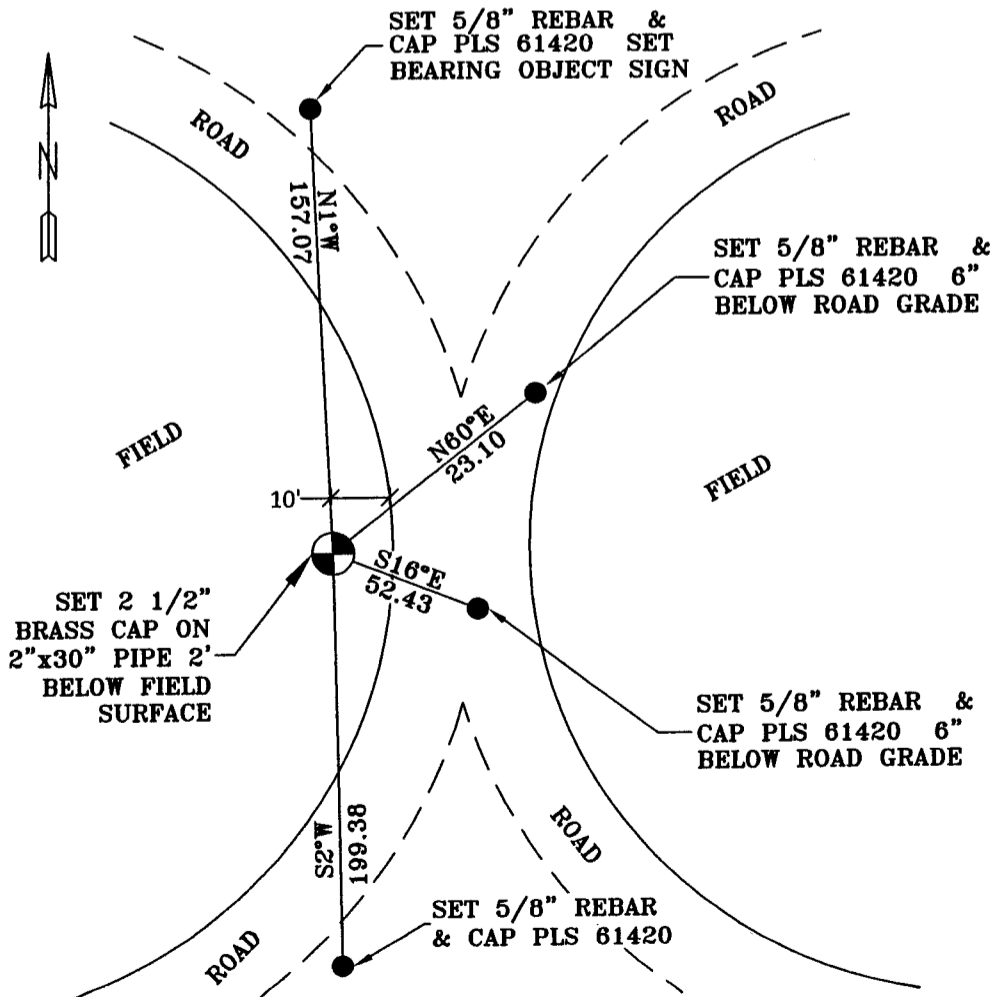 SET 5/8" REBAR &
CAP PLS 61420 SET
BEARING OBJECT SIGN
ROAD
ROAD
N
N1°W
157.07
SET 5/8" REBAR &
CAP PLS 61420 6"
BELOW ROAD GRADE
FIELD
N60°E
23.10
FIELD
10'
S16°E
52.43
SET 2 1/2"
BRASS CAP ON
2"x30" PIPE 2'
BELOW FIELD
SURFACE
SET 5/8" REBAR &
CAP PLS 61420 6"
BELOW ROAD GRADE
S2°W
199.38
ROAD
SET 5/8" REBAR
& CAP PLS 61420
ROAD